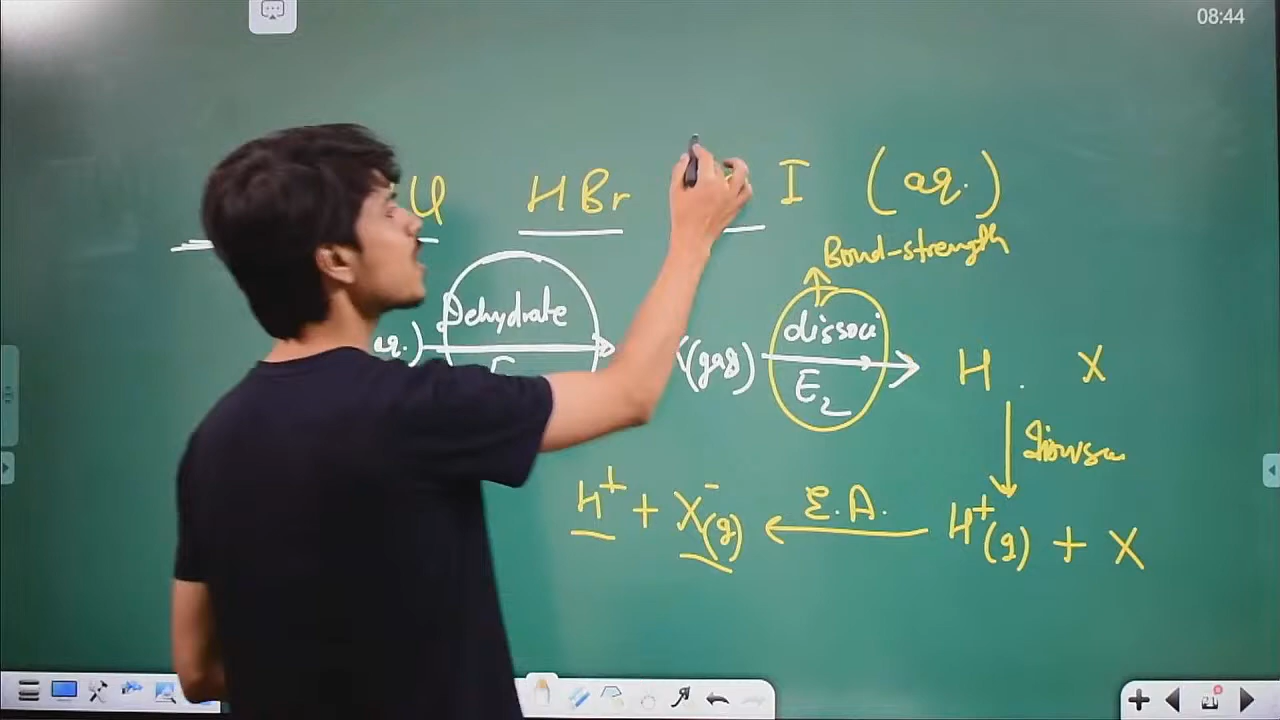 08:44
HBr I (aq.)
Bond-strength
Dehydrate dissoci
aq.) (gas) E2 H . X
H+ + X-(g) E.A. H+(g) + X